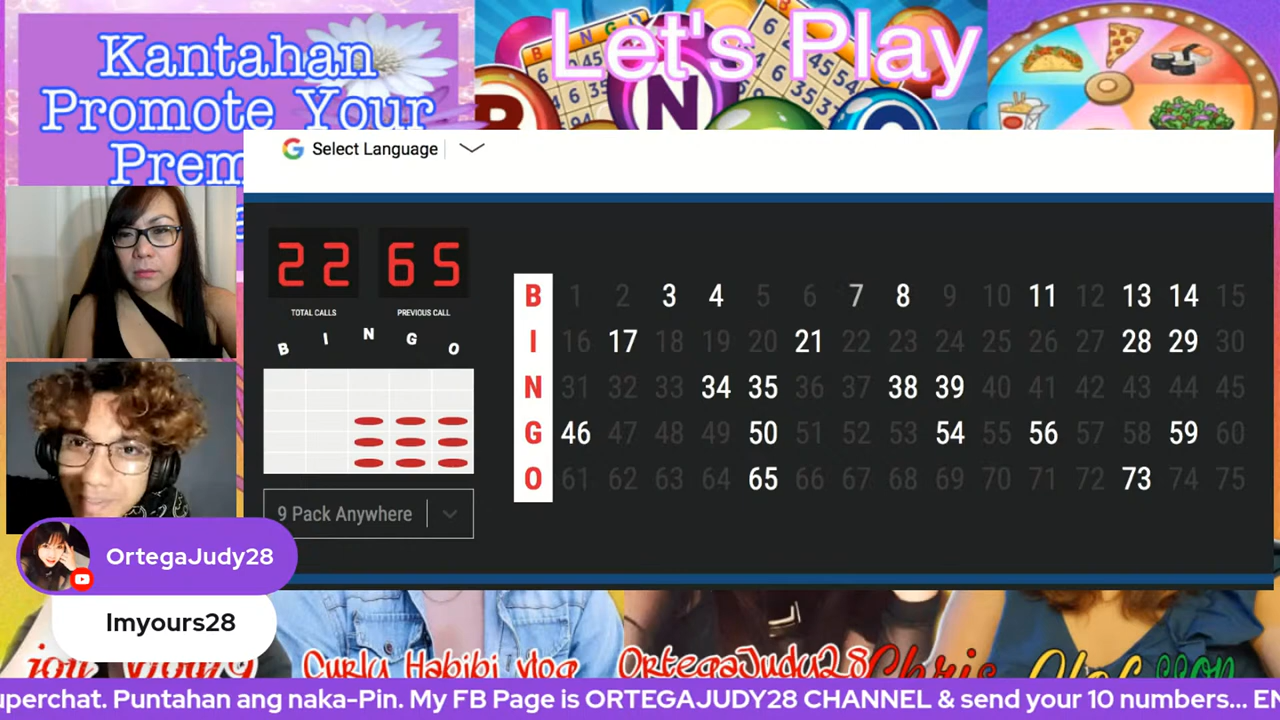 Kantahan
Promote Your
Let's Play
Select Language
22 65
TOTAL CALLS PREVIOUS CALL
B I N G O
9 Pack Anywhere
B 1 2 3 4 5 6 7 8 9 10 11 12 13 14 15
I 16 17 18 19 20 21 22 23 24 25 26 27 28 29 30
N 31 32 33 34 35 36 37 38 39 40 41 42 43 44 45
G 46 47 48 49 50 51 52 53 54 55 56 57 58 59 60
O 61 62 63 64 65 66 67 68 69 70 71 72 73 74 75
OrtegaJudy28
Imyours28
Curly Habibi vlog
OrtegaJudy28
Chris
Puntahan ang naka-Pin. My FB Page is ORTEGAJUDY28 CHANNEL & send your 10 numbers...